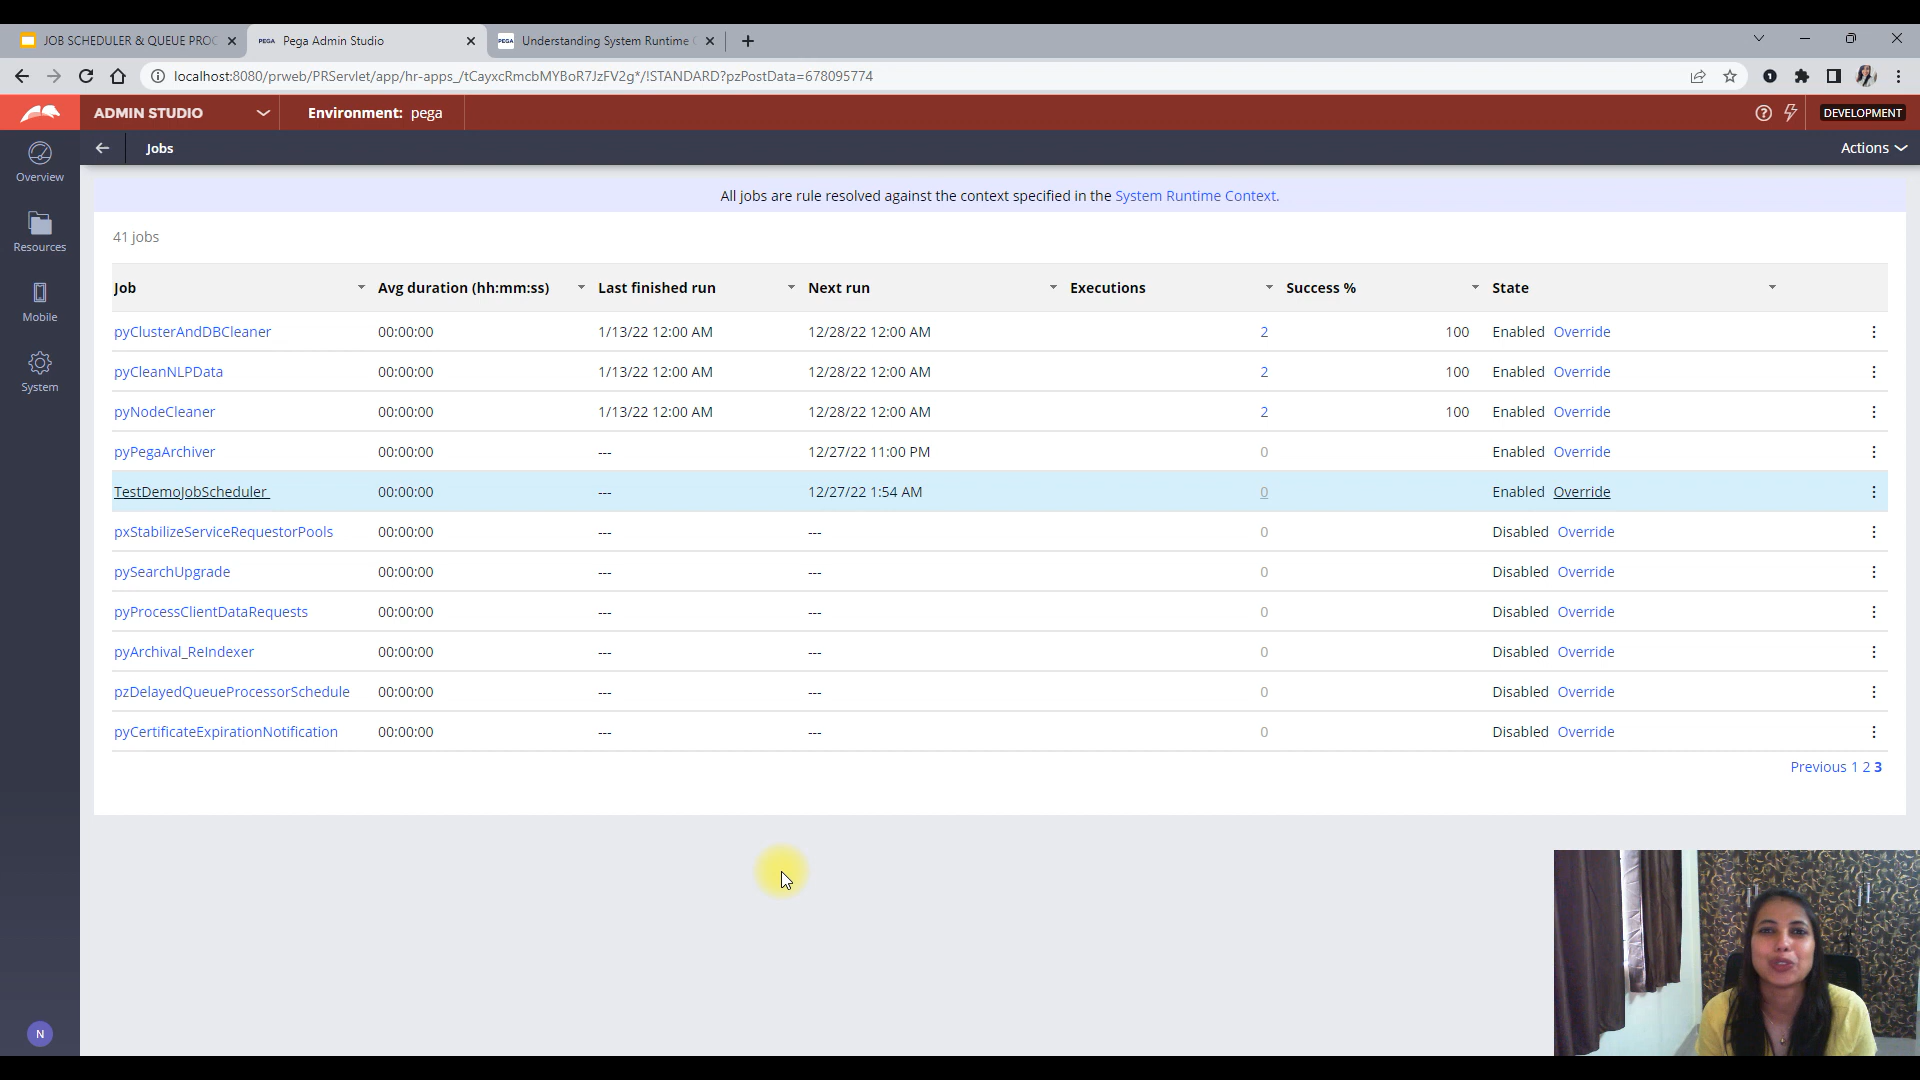 JOB SCHEDULER & QUEUE PROC
PEGA Pega Admin Studio
PEGA Understanding System Runtime C
localhost:8080/prweb/PRServlet/app/hr-apps_/tCayxcRmcbMYBoR7JzFV2g*/!STANDARD?pzPostData=678095774
ADMIN STUDIO
Environment: pega
DEVELOPMENT
Jobs
Actions
Overview
Resources
Mobile
System
N
All jobs are rule resolved against the context specified in the System Runtime Context.
41 jobs
Job Avg duration (hh:mm:ss) Last finished run Next run Executions Success % State
pyClusterAndDBCleaner 00:00:00 1/13/22 12:00 AM 12/28/22 12:00 AM 2 100 Enabled Override
pyCleanNLPData 00:00:00 1/13/22 12:00 AM 12/28/22 12:00 AM 2 100 Enabled Override
pyNodeCleaner 00:00:00 1/13/22 12:00 AM 12/28/22 12:00 AM 2 100 Enabled Override
pyPegaArchiver 00:00:00 --- 12/27/22 11:00 PM 0 Enabled Override
TestDemoJobScheduler 00:00:00 --- 12/27/22 1:54 AM 0 Enabled Override
pxStabilizeServiceRequestorPools 00:00:00 --- --- 0 Disabled Override
pySearchUpgrade 00:00:00 --- --- 0 Disabled Override
pyProcessClientDataRequests 00:00:00 --- --- 0 Disabled Override
pyArchival_ReIndexer 00:00:00 --- --- 0 Disabled Override
pzDelayedQueueProcessorSchedule 00:00:00 --- --- 0 Disabled Override
pyCertificateExpirationNotification 00:00:00 --- --- 0 Disabled Override
Previous 1 2 3